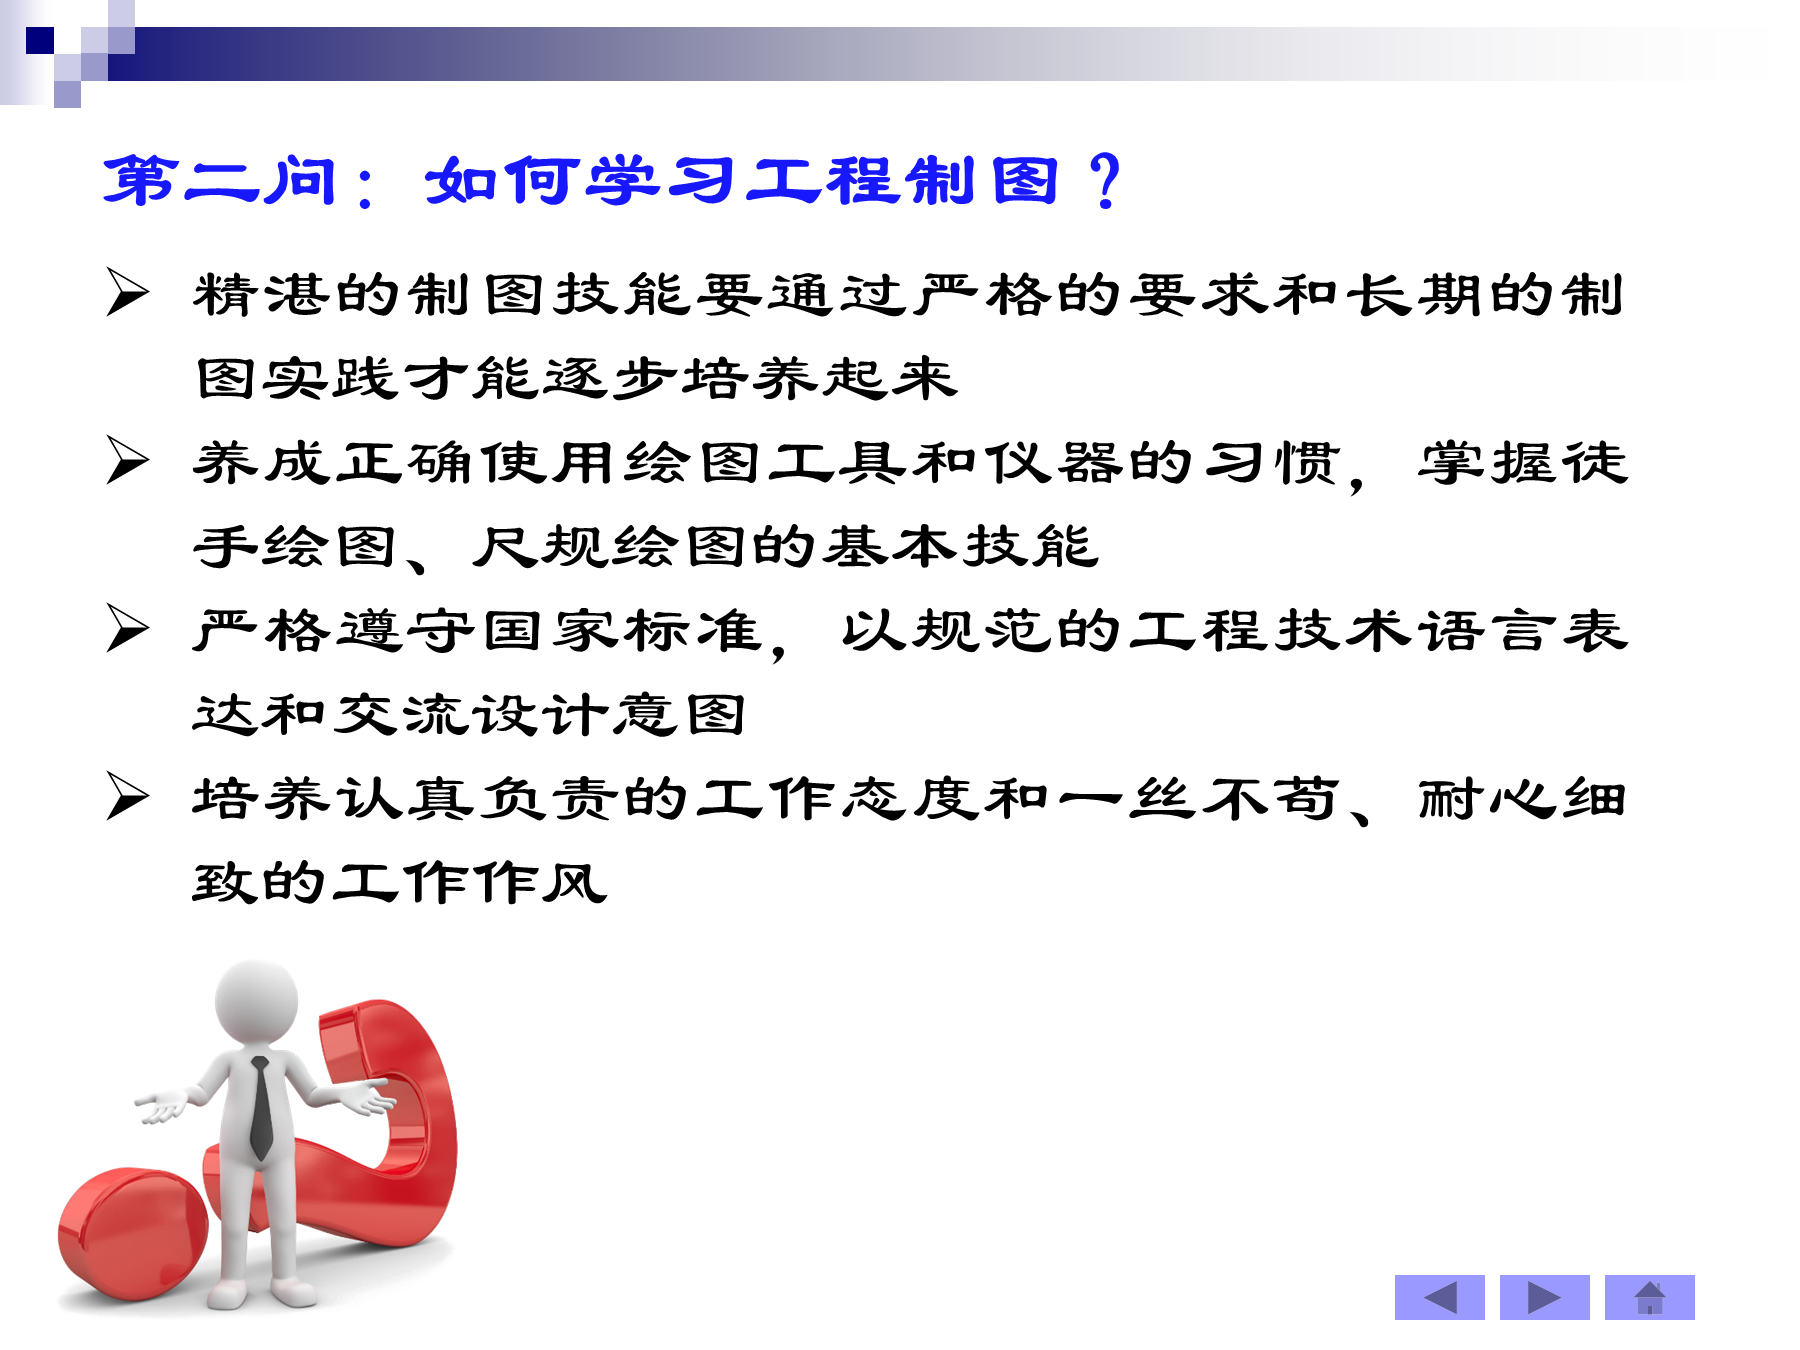 第二问：如何学习工程制图？
精湛的制图技能要通过严格的要求和长期的制
图实践才能逐步培养起来
养成正确使用绘图工具和仪器的习惯，掌握徒
手绘图、尺规绘图的基本技能
严格遵守国家标准，以规范的工程技术语言表
达和交流设计意图
培养认真负责的工作态度和一丝不苟、耐心细
致的工作作风